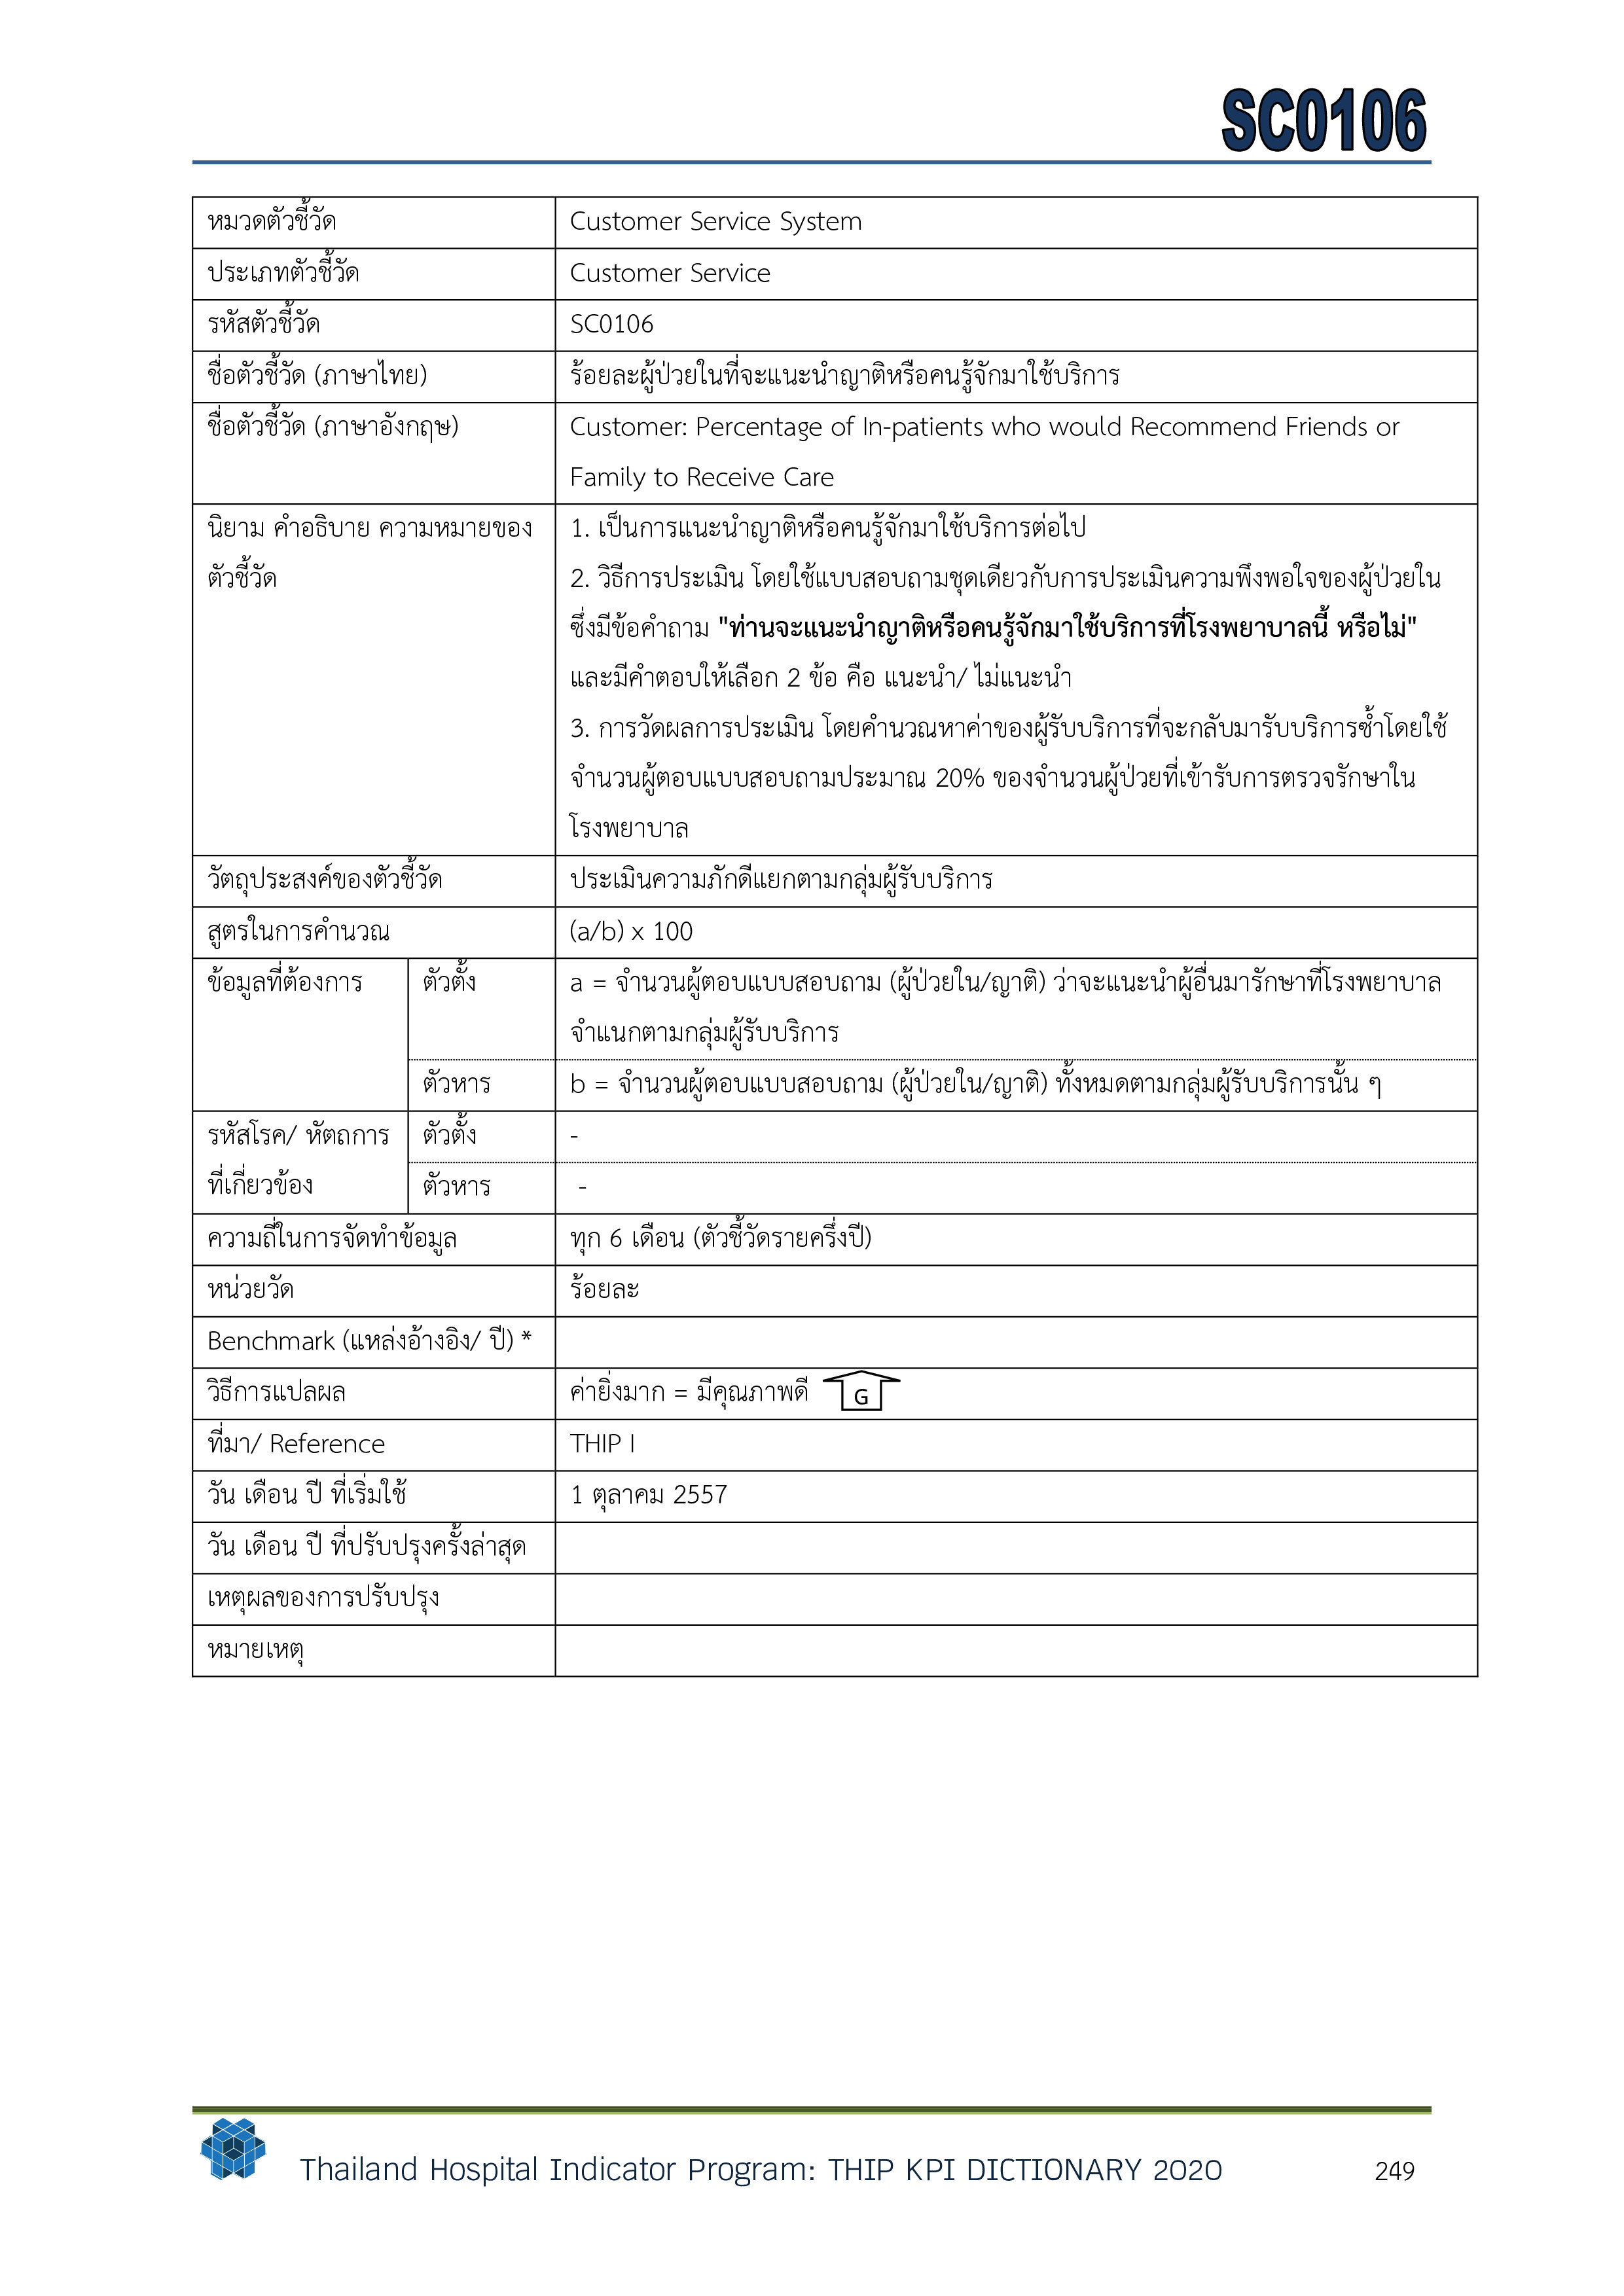 SC0106
หมวดตัวชี้วัด Customer Service System
ประเภทตัวชี้วัด Customer Service
รหัสตัวชี้วัด SC0106
ชื่อตัวชี้วัด (ภาษาไทย) ร้อยละผู้ป่วยในที่จะแนะนำญาติหรือคนรู้จักมาใช้บริการ
ชื่อตัวชี้วัด (ภาษาอังกฤษ) Customer: Percentage of In-patients who would Recommend Friends or
Family to Receive Care
นิยาม คำอธิบาย ความหมายของ
ตัวชี้วัด
1. เป็นการแนะนำญาติหรือคนรู้จักมาใช้บริการต่อไป
2. วิธีการประเมิน โดยใช้แบบสอบถามชุดเดียวกับการประเมินความพึงพอใจของผู้ป่วยใน
ซึ่งมีข้อคำถาม "ท่านจะแนะนำญาติหรือคนรู้จักมาใช้บริการที่โรงพยาบาลนี้ หรือไม่"
และมีคำตอบให้เลือก 2 ข้อ คือ แนะนำ/ ไม่แนะนำ
3. การวัดผลการประเมิน โดยคำนวณหาค่าของผู้รับบริการที่จะกลับมารับบริการซ้ำโดยใช้
จำนวนผู้ตอบแบบสอบถามประมาณ 20% ของจำนวนผู้ป่วยที่เข้ารับการตรวจรักษาใน
โรงพยาบาล
วัตถุประสงค์ของตัวชี้วัด ประเมินความภักดีแยกตามกลุ่มผู้รับบริการ
สูตรในการคำนวณ (a/b) x 100
ข้อมูลที่ต้องการ ตัวตั้ง a = จำนวนผู้ตอบแบบสอบถาม (ผู้ป่วยใน/ญาติ) ว่าจะแนะนำผู้อื่นมารักษาที่โรงพยาบาล
จำแนกตามกลุ่มผู้รับบริการ
ตัวหาร b = จำนวนผู้ตอบแบบสอบถาม (ผู้ป่วยใน/ญาติ) ทั้งหมดตามกลุ่มผู้รับบริการนั้น ๆ
รหัสโรค/ หัตถการ ตัวตั้ง -
ที่เกี่ยวข้อง ตัวหาร -
ความถี่ในการจัดทำข้อมูล ทุก 6 เดือน (ตัวชี้วัดรายครึ่งปี)
หน่วยวัด ร้อยละ
Benchmark (แหล่งอ้างอิง/ ปี) *
วิธีการแปลผล ค่ายิ่งมาก = มีคุณภาพดี G
ที่มา/ Reference THIP I
วัน เดือน ปี ที่เริ่มใช้ 1 ตุลาคม 2557
วัน เดือน ปี ที่ปรับปรุงครั้งล่าสุด
เหตุผลของการปรับปรุง
หมายเหตุ
Thailand Hospital Indicator Program: THIP KPI DICTIONARY 2020 249